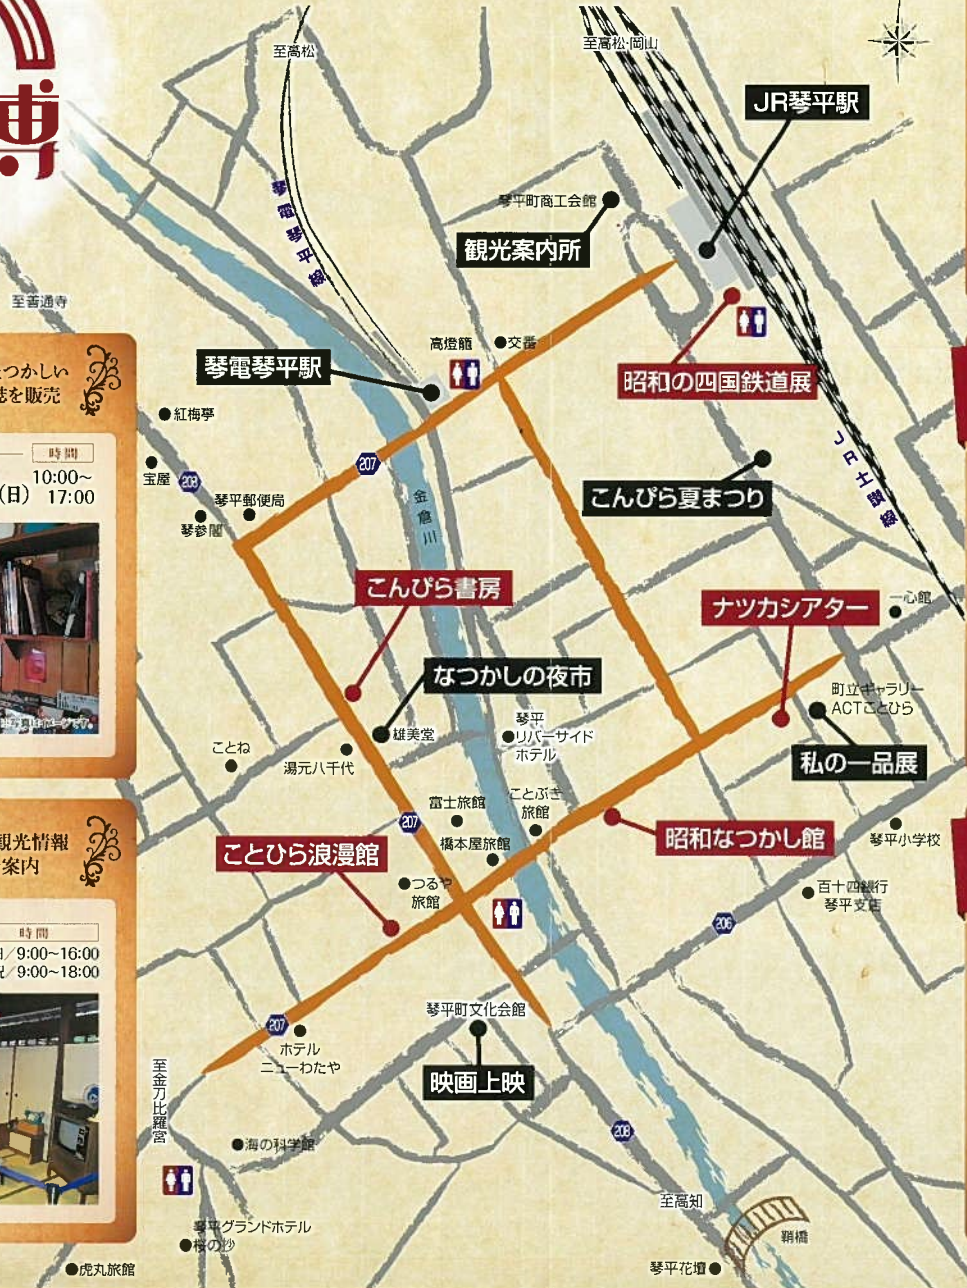 博
至高松
至高松・岡山
JR琴平駅
琴平町商工会館
観光案内所
琴電琴平線
至善通寺
高燈籠
交番
琴電琴平駅
昭和の四国鉄道展
なつかしい
誌を販売
時間
10:00～
(日) 17:00
紅梅亭
宝屋
208
207
琴平郵便局
琴参閣
金倉川
こんぴら夏まつり
JR土讃線
こんぴら書房
ナツカシアター
一心館
なつかしの夜市
町立ギャラリー
ACTことひら
雄美堂
琴平
リバーサイド
ホテル
私の一品展
ことね
湯元八千代
富士旅館
ことぶき
旅館
207
橋本屋旅館
昭和なつかし館
琴平小学校
観光情報
案内
ことひら浪漫館
つるや
旅館
百十四銀行
琴平支店
206
時間
/9:00～16:00
/9:00～18:00
琴平町文化会館
207
ホテル
ニューわたや
映画上映
至金刀比羅宮
208
海の科学館
至高知
琴平グランドホテル
桜の抄
鞘橋
虎丸旅館
琴平花壇